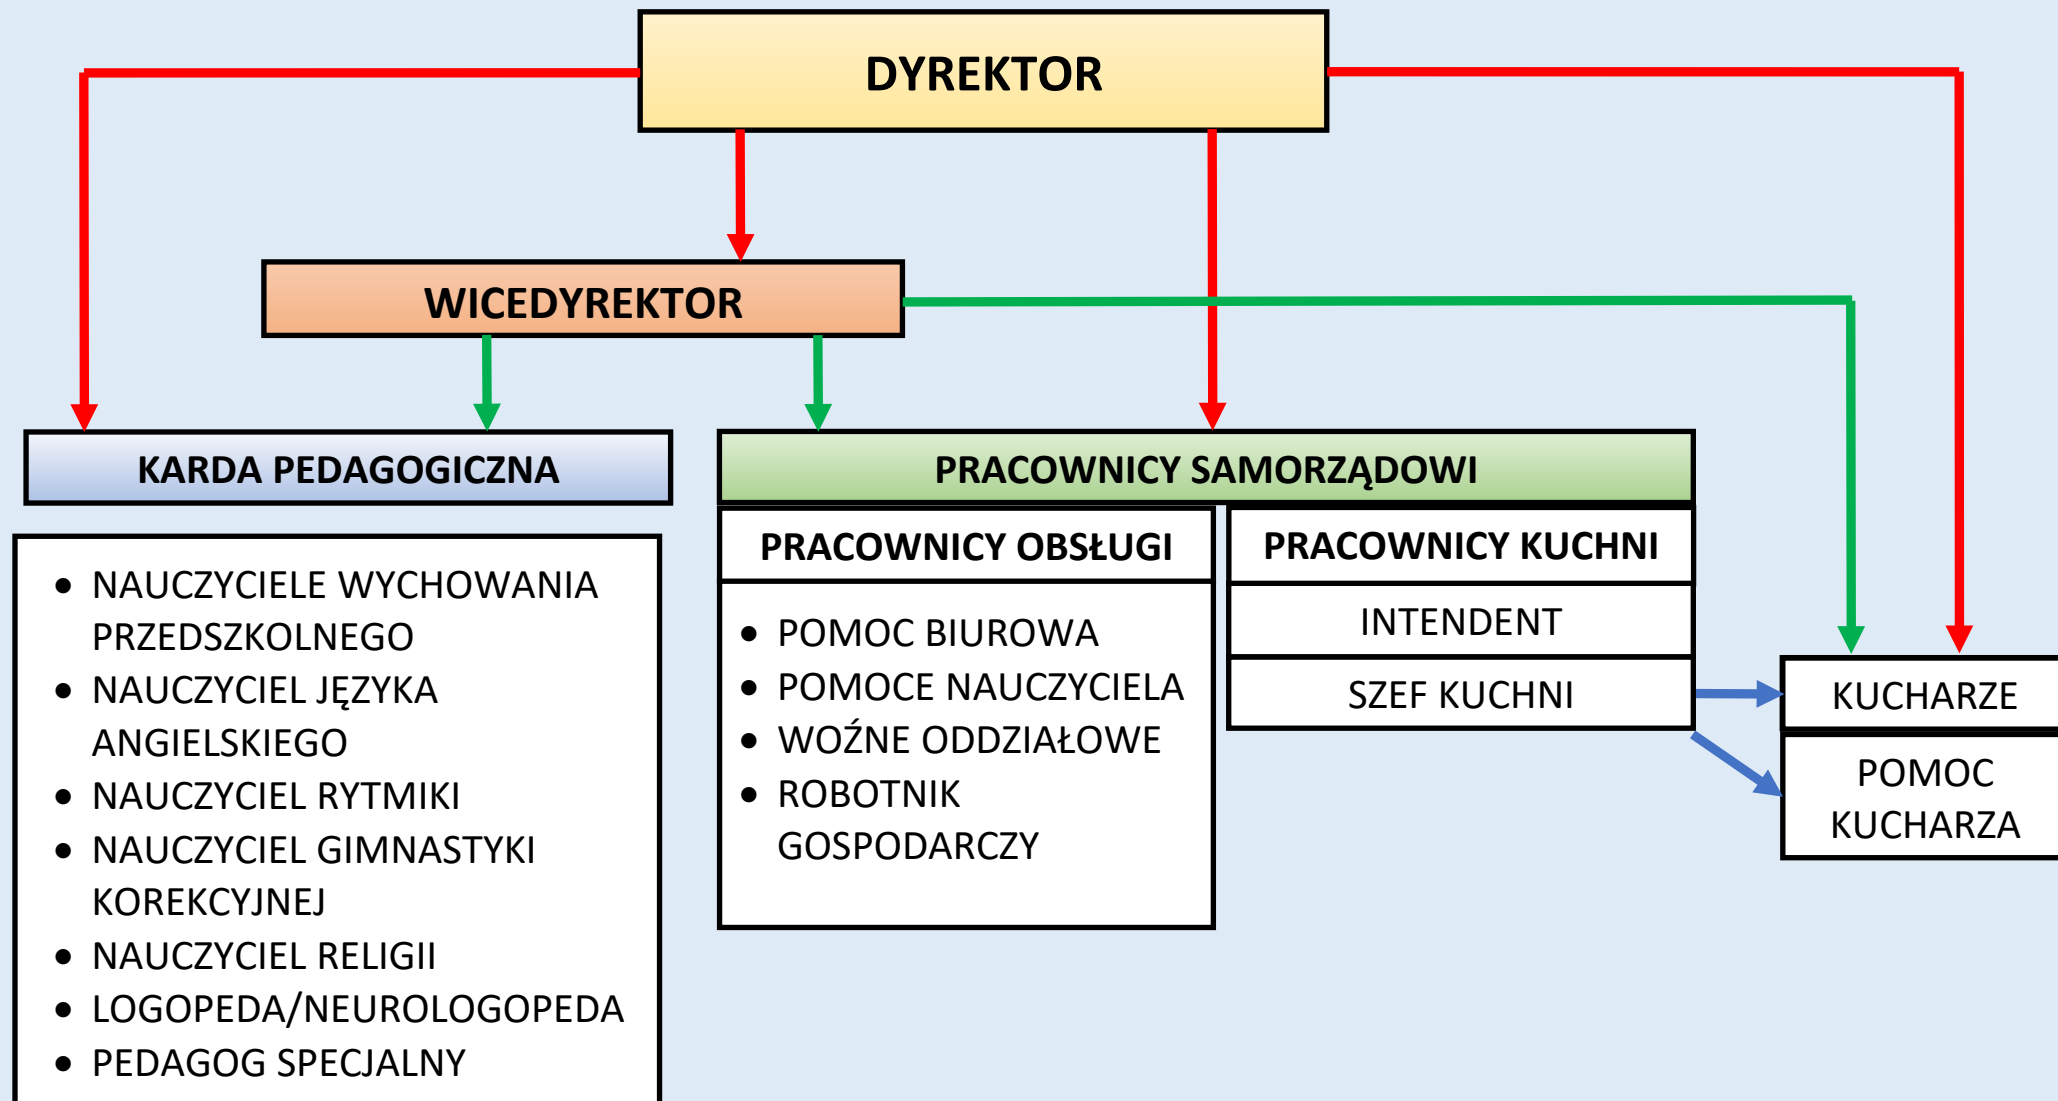 DYREKTOR
WICEDYREKTOR
KARDA PEDAGOGICZNA
• NAUCZYCIELE WYCHOWANIA
PRZEDSZKOLNEGO
• NAUCZYCIEL JĘZYKA
ANGIELSKIEGO
• NAUCZYCIEL RYTMIKI
• NAUCZYCIEL GIMNASTYKI
KOREKCYJNEJ
• NAUCZYCIEL RELIGII
• LOGOPEDA/NEUROLOGOPEDA
• PEDAGOG SPECJALNY
PRACOWNICY SAMORZĄDOWI
PRACOWNICY OBSŁUGI
• POMOC BIUROWA
• POMOCE NAUCZYCIELA
• WOŹNE ODDZIAŁOWE
• ROBOTNIK
GOSPODARCZY
PRACOWNICY KUCHNI
INTENDENT
SZEF KUCHNI
KUCHARZE
POMOC
KUCHARZA